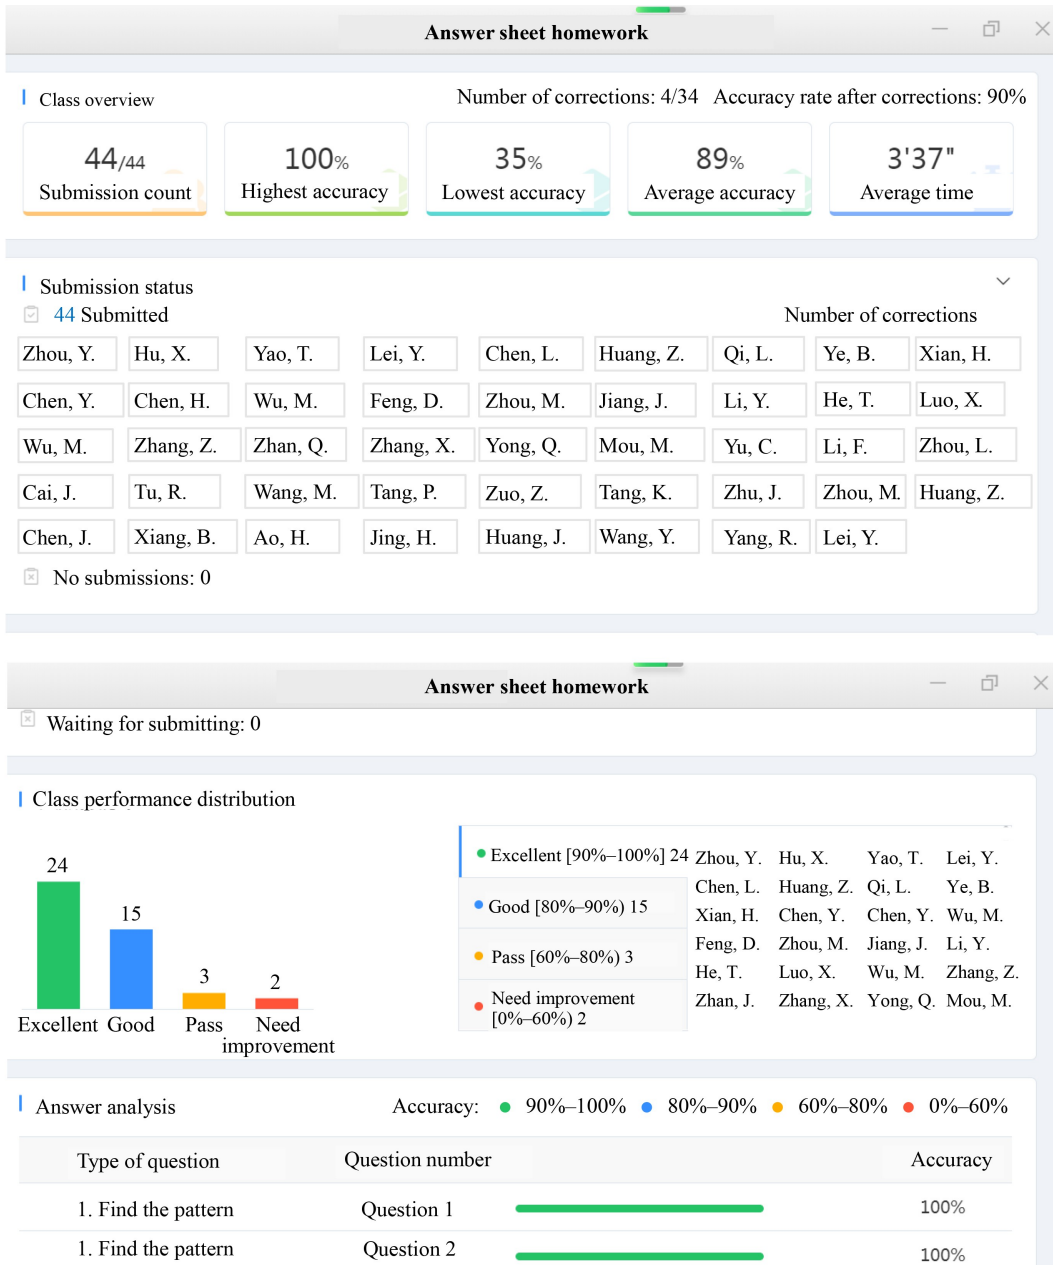 Answer sheet homework
Class overview
Number of corrections: 4/34 Accuracy rate after corrections: 90%
44/44 100% 35% 89% 3'37"
Submission count Highest accuracy Lowest accuracy Average accuracy Average time
Submission status
44 Submitted Number of corrections
Zhou, Y. Hu, X. Yao, T. Lei, Y. Chen, L. Huang, Z. Qi, L. Ye, B. Xian, H.
Chen, Y. Chen, H. Wu, M. Feng, D. Zhou, M. Jiang, J. Li, Y. He, T. Luo, X.
Wu, M. Zhang, Z. Zhan, Q. Zhang, X. Yong, Q. Mou, M. Yu, C. Li, F. Zhou, L.
Cai, J. Tu, R. Wang, M. Tang, P. Zuo, Z. Tang, K. Zhu, J. Zhou, M. Huang, Z.
Chen, J. Xiang, B. Ao, H. Jing, H. Huang, J. Wang, Y. Yang, R. Lei, Y.
No submissions: 0
Answer sheet homework
Waiting for submitting: 0
Class performance distribution
24
15
3
2
Excellent Good Pass Need
improvement
Excellent [90%–100%] 24
Good [80%–90%) 15
Pass [60%–80%) 3
Need improvement
[0%–60%) 2
Zhou, Y. Hu, X. Yao, T. Lei, Y.
Chen, L. Huang, Z. Qi, L. Ye, B.
Xian, H. Chen, Y. Chen, Y. Wu, M.
Feng, D. Zhou, M. Jiang, J. Li, Y.
He, T. Luo, X. Wu, M. Zhang, Z.
Zhan, J. Zhang, X. Yong, Q. Mou, M.
Answer analysis
Accuracy: 90%–100% 80%–90% 60%–80% 0%–60%
Type of question Question number Accuracy
1. Find the pattern Question 1 100%
1. Find the pattern Question 2 100%